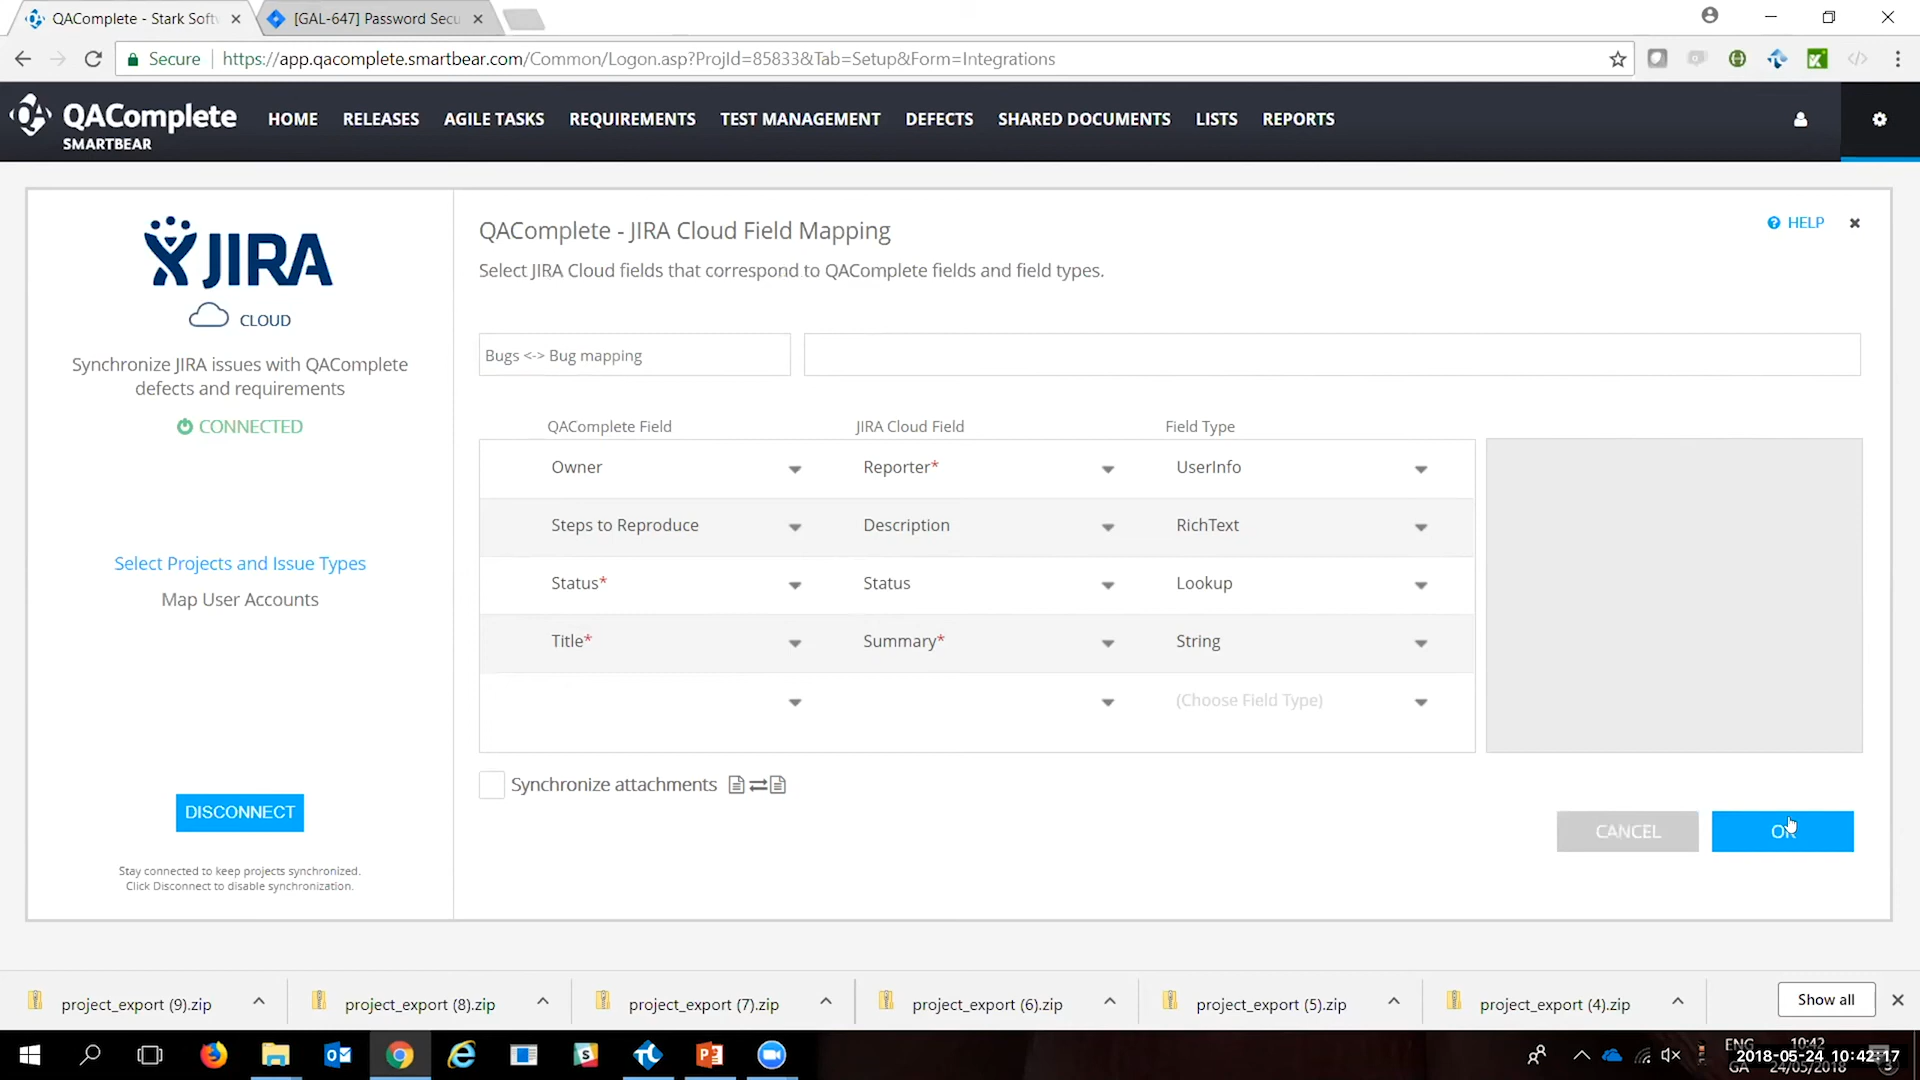 QAComplete - Stark Soft
[GAL-647] Password Secu
Secure
https://app.qacomplete.smartbear.com/Common/Logon.asp?ProjId=85833&Tab=Setup&Form=Integrations
QAComplete
SMARTBEAR
HOME
RELEASES
AGILE TASKS
REQUIREMENTS
TEST MANAGEMENT
DEFECTS
SHARED DOCUMENTS
LISTS
REPORTS
JIRA
CLOUD
Synchronize JIRA issues with QAComplete
defects and requirements
CONNECTED
Select Projects and Issue Types
Map User Accounts
DISCONNECT
Stay connected to keep projects synchronized.
Click Disconnect to disable synchronization.
QAComplete - JIRA Cloud Field Mapping
HELP
Select JIRA Cloud fields that correspond to QAComplete fields and field types.
Bugs <-> Bug mapping
QAComplete Field
JIRA Cloud Field
Field Type
Owner
Reporter*
UserInfo
Steps to Reproduce
Description
RichText
Status*
Status
Lookup
Title*
Summary*
String
(Choose Field Type)
Synchronize attachments
CANCEL
OK
project_export (9).zip
project_export (8).zip
project_export (7).zip
project_export (6).zip
project_export (5).zip
project_export (4).zip
Show all
ENG
GA
10:42
24/05/2018
2018-05-24 10:42:17
3